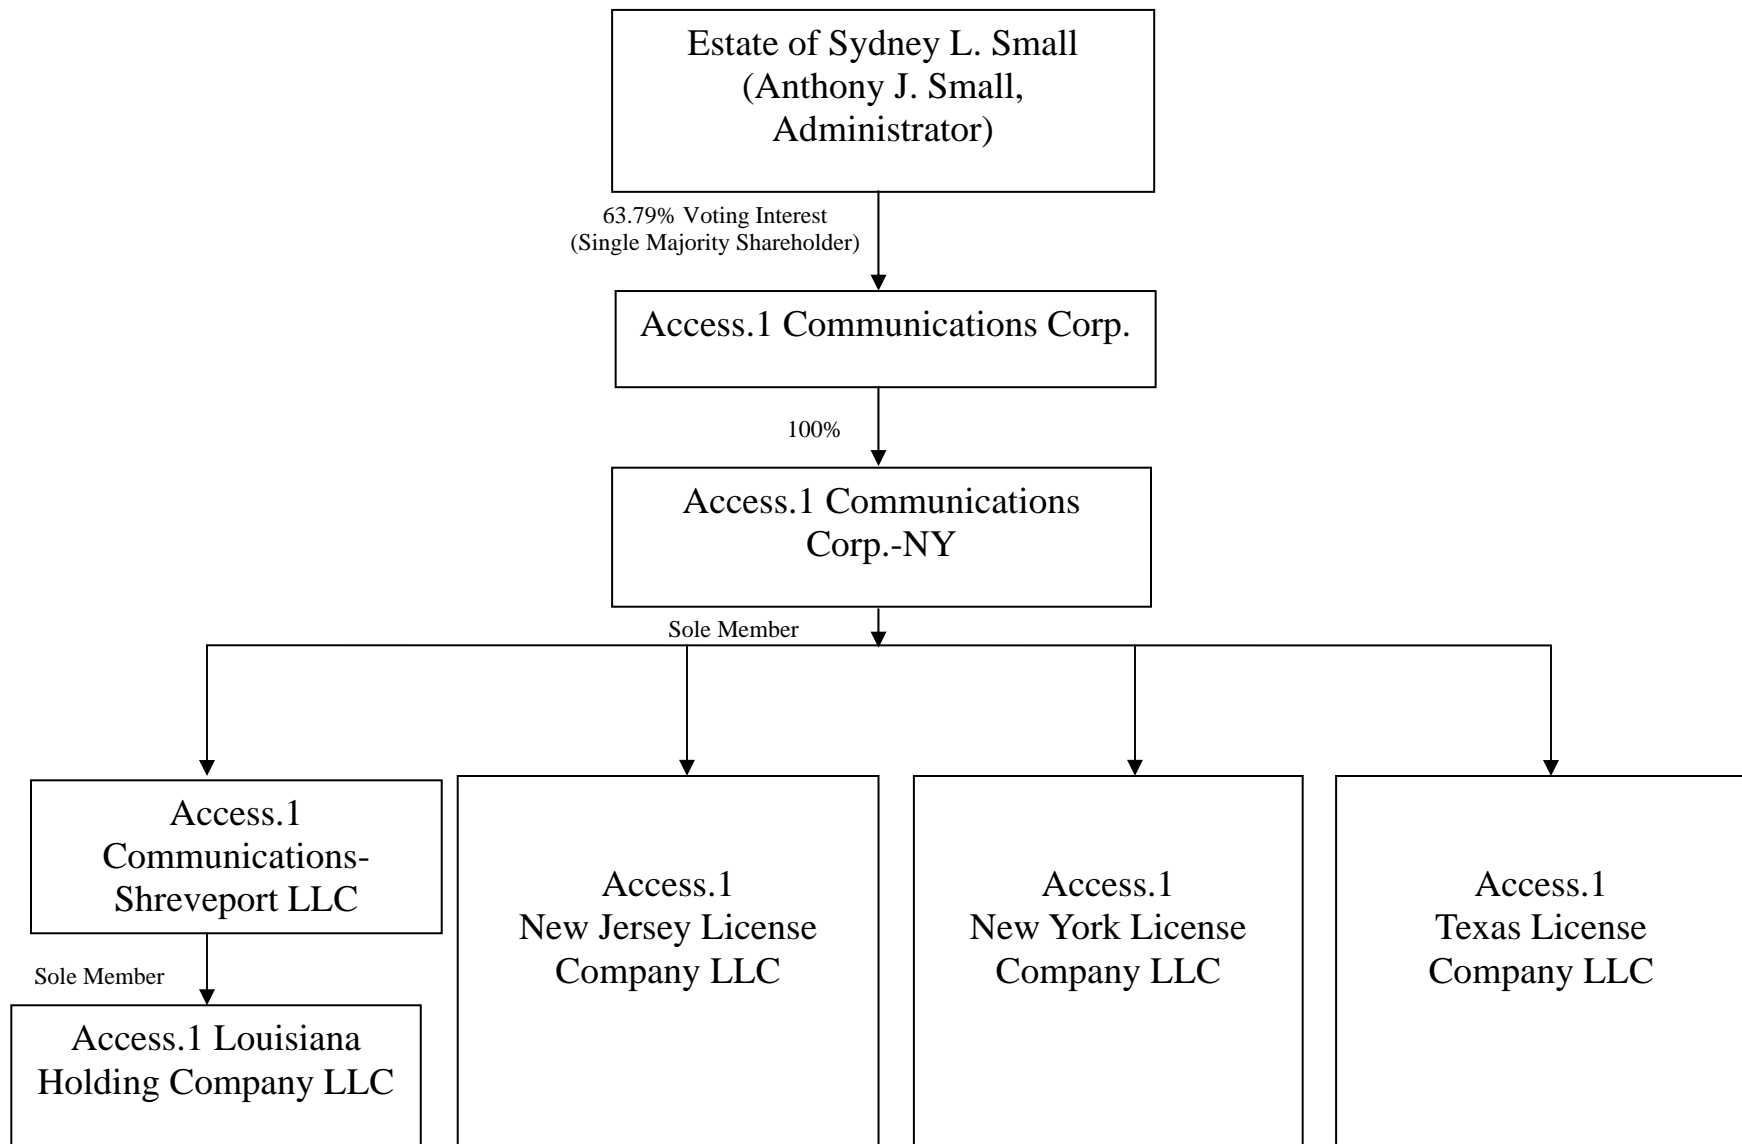 Estate of Sydney L. Small
(Anthony J. Small,
Administrator)
63.79% Voting Interest
(Single Majority Shareholder)
Access.1 Communications Corp.
100%
Access.1 Communications
Corp.-NY
Sole Member
Access.1
Communications-
Shreveport LLC
Sole Member
Access.1 Louisiana
Holding Company LLC
Access.1
New Jersey License
Company LLC
Access.1
New York License
Company LLC
Access.1
Texas License
Company LLC